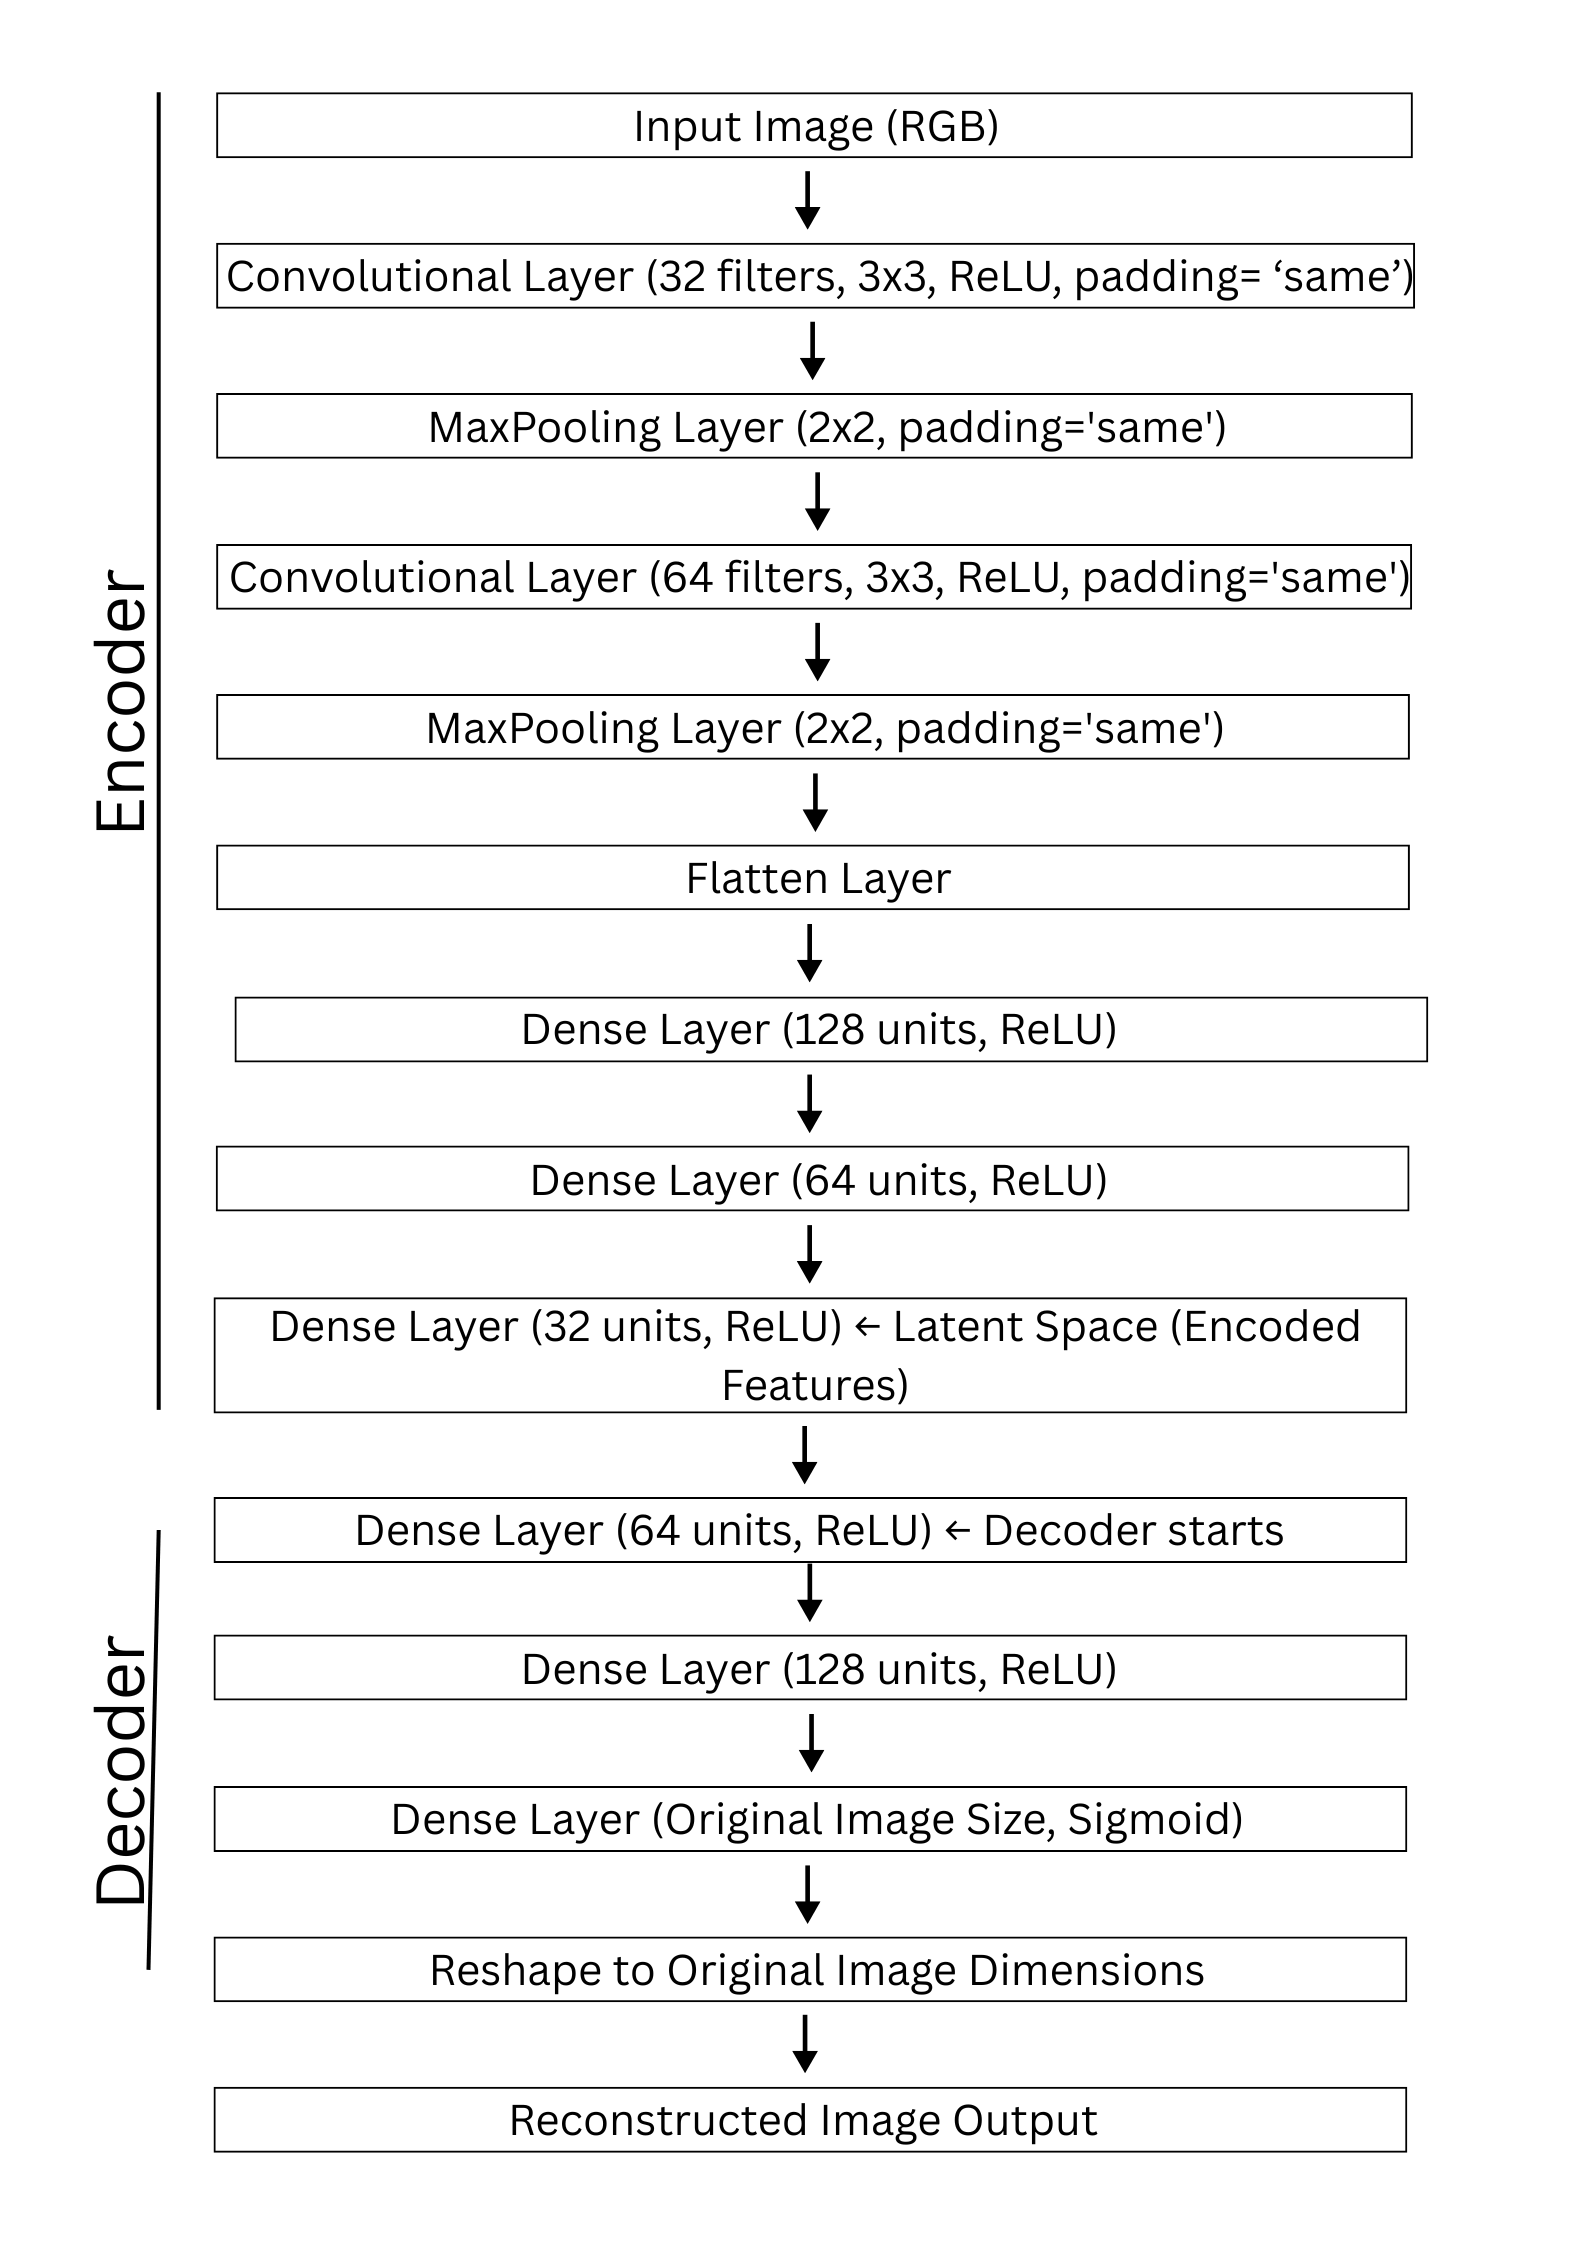 Input Image (RGB)
Convolutional Layer (32 filters, 3x3, ReLU, padding= ‘same’)
MaxPooling Layer (2x2, padding='same')
Convolutional Layer (64 filters, 3x3, ReLU, padding='same')
MaxPooling Layer (2x2, padding='same')
Flatten Layer
Dense Layer (128 units, ReLU)
Dense Layer (64 units, ReLU)
Dense Layer (32 units, ReLU) ← Latent Space (Encoded
Features)
Encoder
Dense Layer (64 units, ReLU) ← Decoder starts
Dense Layer (128 units, ReLU)
Dense Layer (Original Image Size, Sigmoid)
Reshape to Original Image Dimensions
Decoder
Reconstructed Image Output